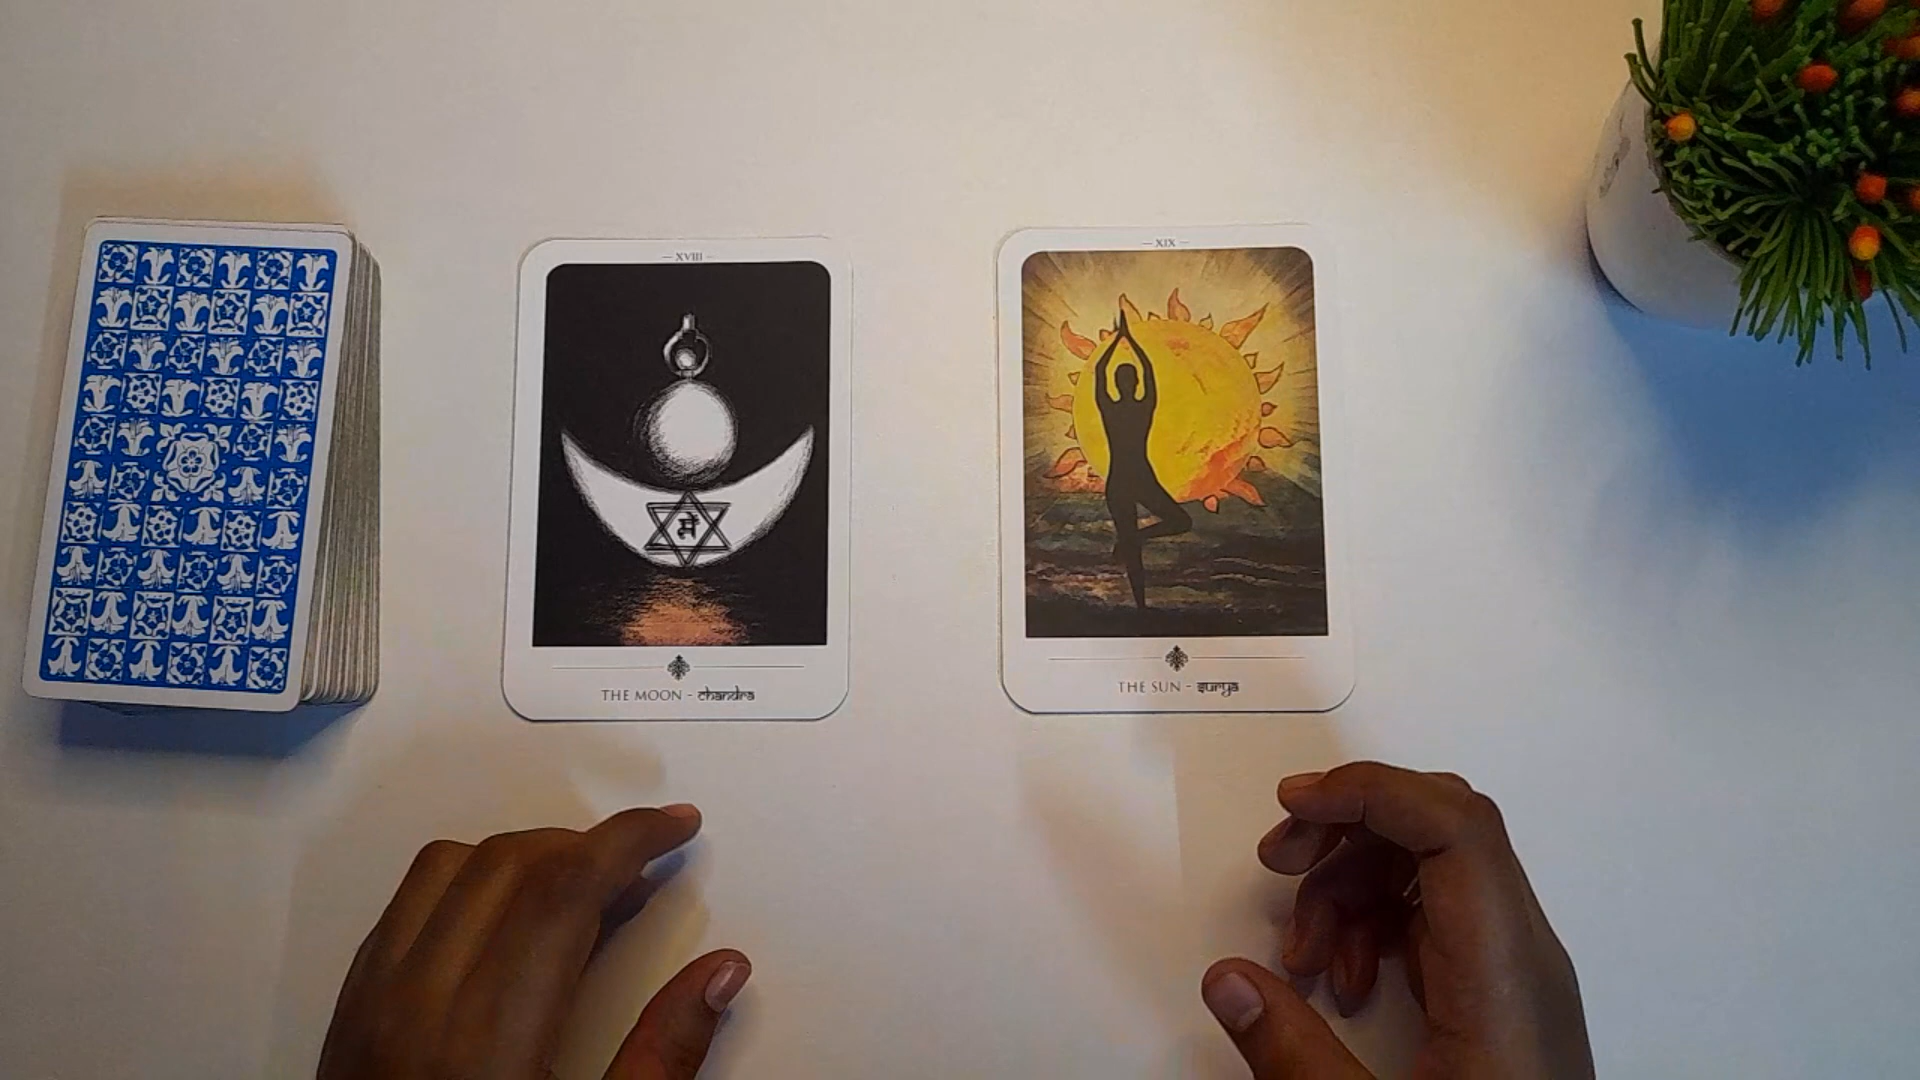 — XVIII —
मैं
THE MOON - chandra
— XIX —
THE SUN - surya